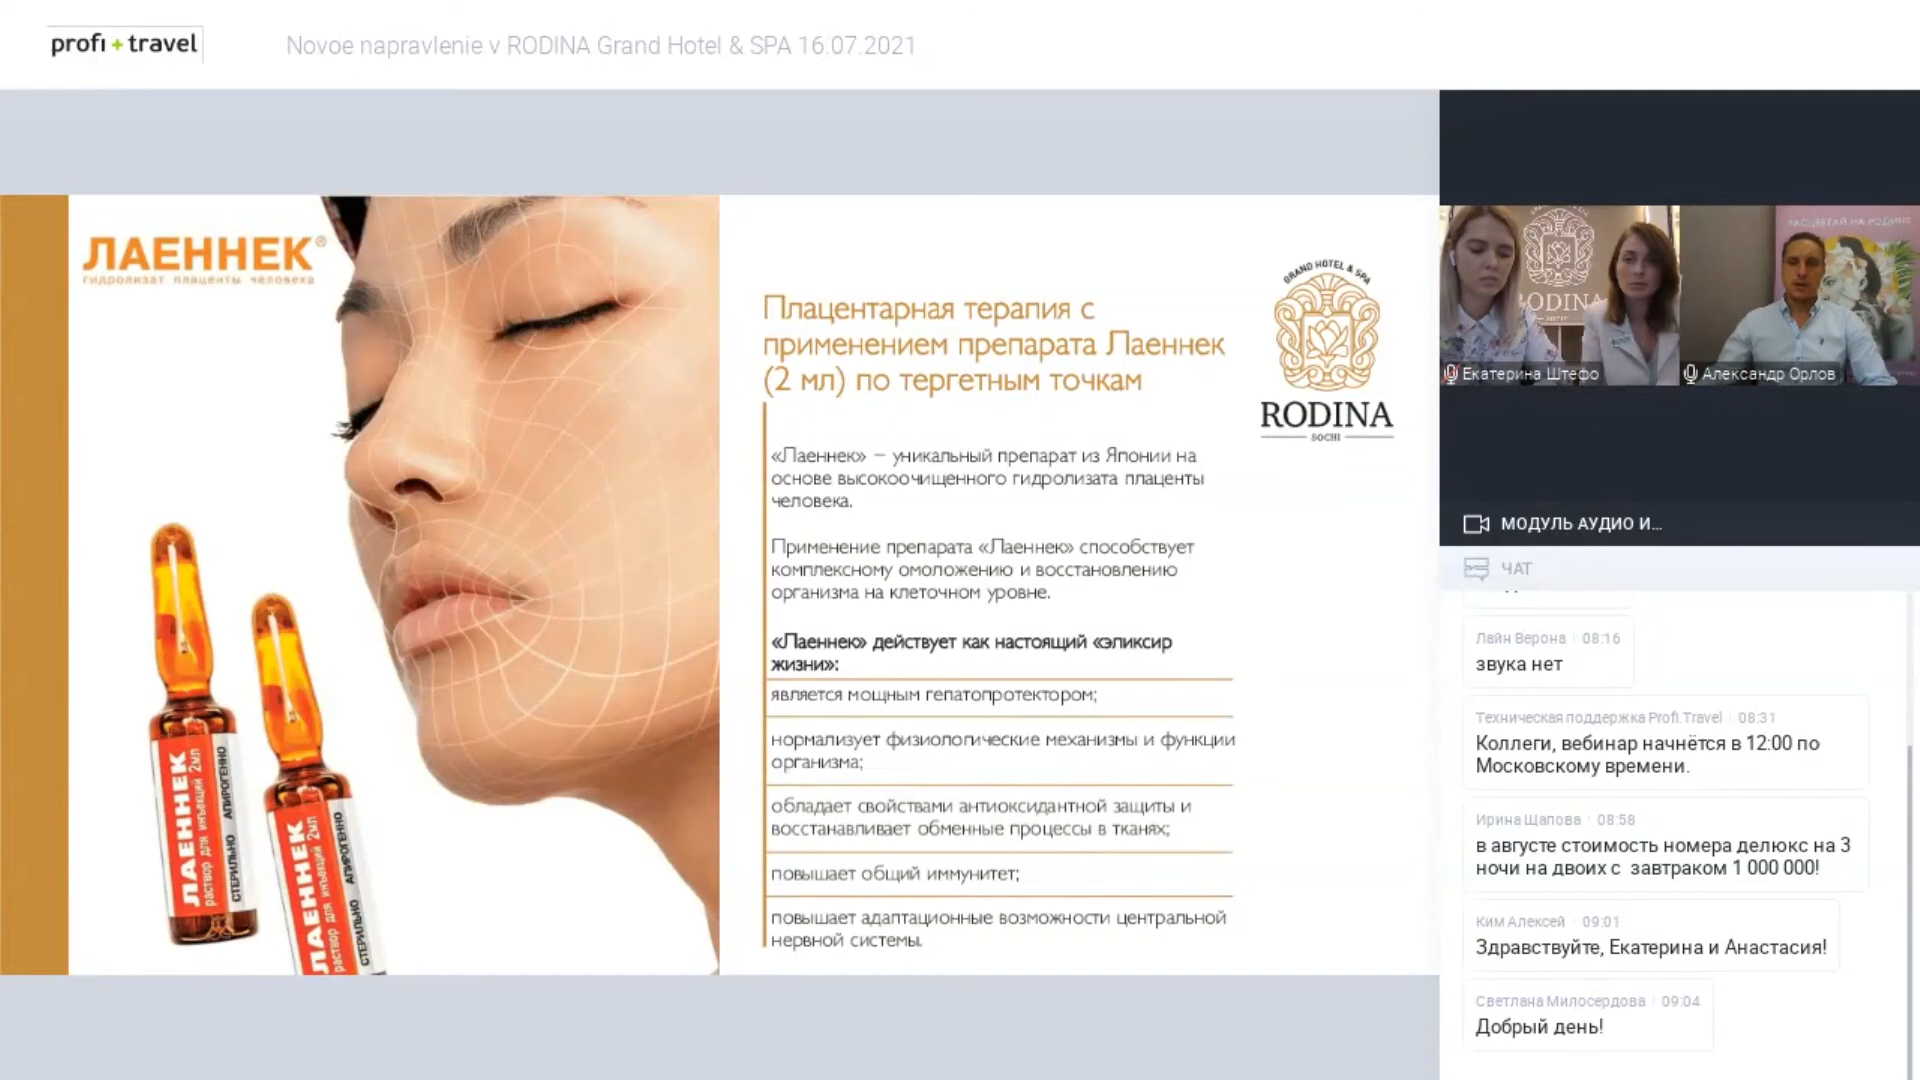 profi + travel
Novoe napravlenie v RODINA Grand Hotel & SPA 16.07.2021
ЛАЕННЕК®
гидролизат плаценты человека
ЛАЕННЕК
раствор для инъекций 2мл
СТЕРИЛЬНО АПИРОГЕННО
ЛАЕННЕК
раствор для инъекций 2мл
СТЕРИЛЬНО АПИРОГЕННО
Плацентарная терапия с
применением препарата Лаеннек
(2 мл) по тергетным точкам
«Лаеннек» – уникальный препарат из Японии на
основе высокоочищенного гидролизата плаценты
человека.
Применение препарата «Лаеннек» способствует
комплексному омоложению и восстановлению
организма на клеточном уровне.
«Лаеннек» действует как настоящий «эликсир
жизни»:
является мощным гепатопротектором;
нормализует физиологические механизмы и функции
организма;
обладает свойствами антиоксидантной защиты и
восстанавливает обменные процессы в тканях;
повышает общий иммунитет;
повышает адаптационные возможности центральной
нервной системы.
GRAND HOTEL & SPA
RODINA
SOCHI
RODINA
РАСЦВЕТАЙ НА РОДИНЕ
Екатерина Штефо
Александр Орлов
МОДУЛЬ АУДИО И...
ЧАТ
Лайн Верона 08:16
звука нет
Техническая поддержка Profi.Travel 08:31
Коллеги, вебинар начнётся в 12:00 по
Московскому времени.
Ирина Шапова 08:58
в августе стоимость номера делюкс на 3
ночи на двоих с завтраком 1 000 000!
Ким Алексей 09:01
Здравствуйте, Екатерина и Анастасия!
Светлана Милосердова 09:04
Добрый день!